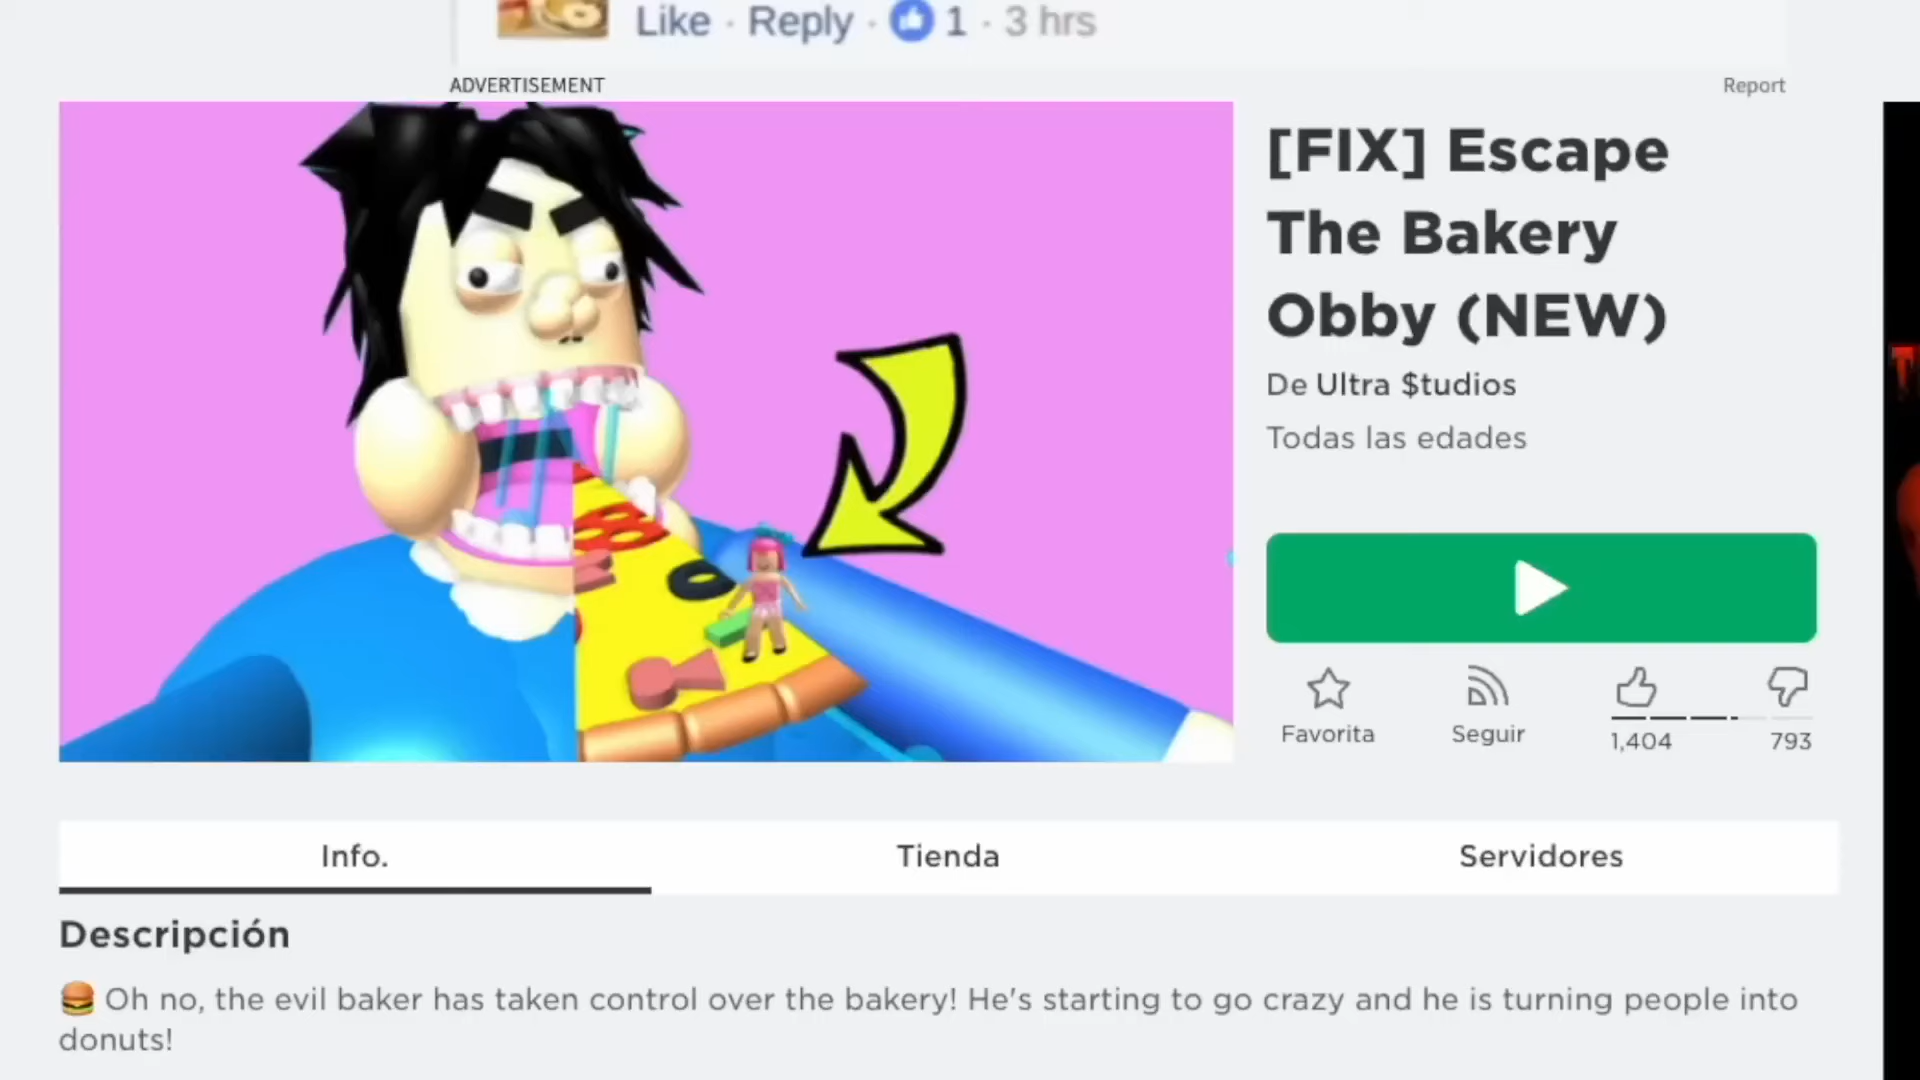 Like · Reply · 1 · 3 hrs
ADVERTISEMENT
Report
[FIX] Escape
The Bakery
Obby (NEW)
De Ultra $tudios
Todas las edades
Favorita
Seguir
1,404
793
Info.
Tienda
Servidores
Descripción
🍔 Oh no, the evil baker has taken control over the bakery! He's starting to go crazy and he is turning people into
donuts!